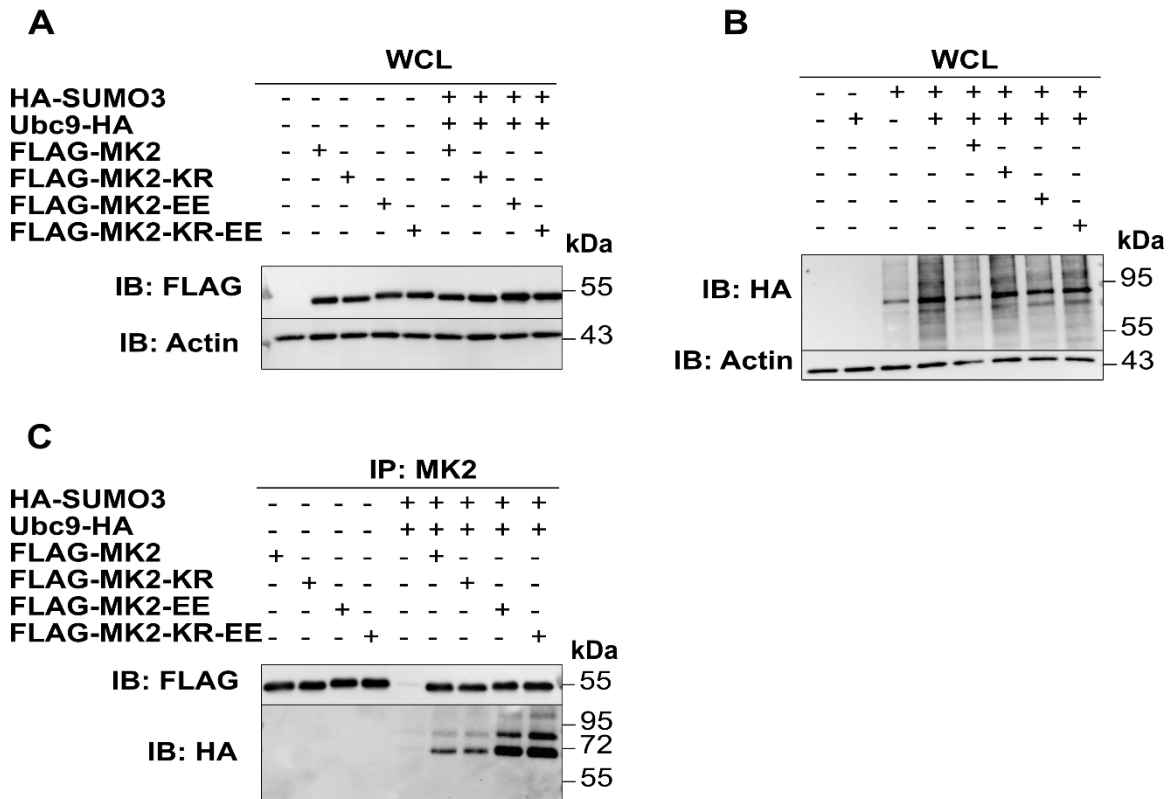 A
WCL
HA-SUMO3 - - - - - + + + +
Ubc9-HA - - - - - + + + +
FLAG-MK2 - + - - - + - - -
FLAG-MK2-KR - - + - - - + - -
FLAG-MK2-EE - - - + - - - + -
FLAG-MK2-KR-EE - - - - + - - - +
kDa
IB: FLAG
55
IB: Actin
43
B
WCL
- - + + + + + +
- + - + + + + +
- - - - + - - -
- - - - - + - -
- - - - - - + -
- - - - - - - +
kDa
95
IB: HA
55
IB: Actin
43
C
IP: MK2
HA-SUMO3 - - - - + + + + +
Ubc9-HA - - - - + + + + +
FLAG-MK2 + - - - - + - - -
FLAG-MK2-KR - + - - - - + - -
FLAG-MK2-EE - - + - - - - + -
FLAG-MK2-KR-EE - - - + - - - - +
kDa
IB: FLAG
55
95
IB: HA
72
55